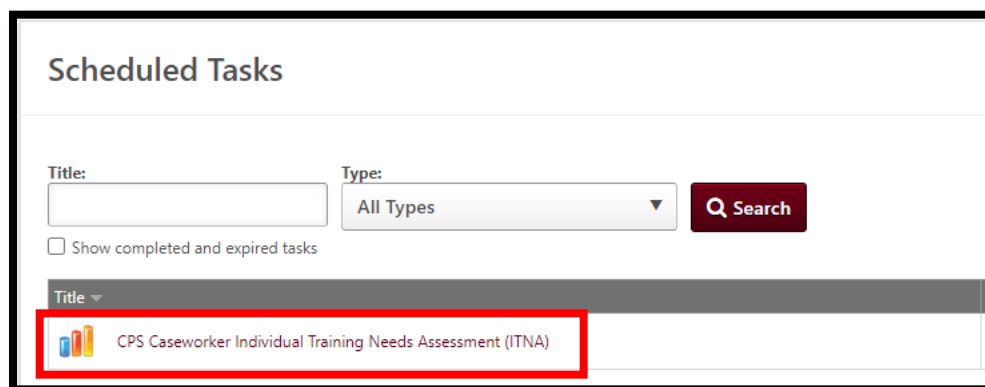 Scheduled Tasks
Title: Type:
All Types Search
Show completed and expired tasks
Title
CPS Caseworker Individual Training Needs Assessment (ITNA)